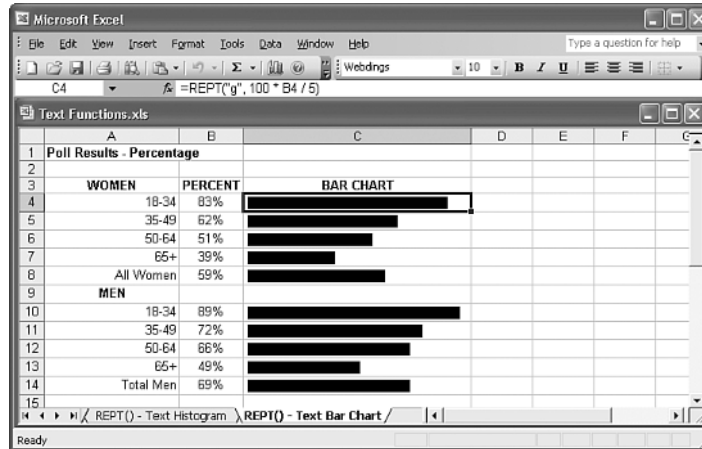 Microsoft Excel
File Edit View Insert Format Tools Data Window Help Type a question for help
Webdings 10 B I U
C4 fx =REPT("g", 100 * B4 / 5)
Text Functions.xls
A B C D E F G
1 Poll Results - Percentage
2
3 WOMEN PERCENT BAR CHART
4 18-34 83%
5 35-49 62%
6 50-64 51%
7 65+ 39%
8 All Women 59%
9 MEN
10 18-34 89%
11 35-49 72%
12 50-64 66%
13 65+ 49%
14 Total Men 69%
15
REPT() - Text Histogram REPT() - Text Bar Chart
Ready